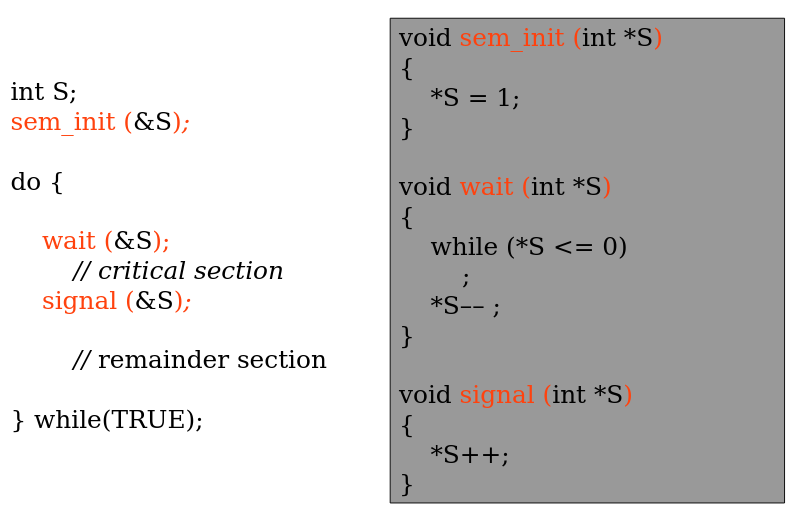 int S;
sem_init (&S);
do {
wait (&S);
// critical section
signal (&S);
// remainder section
} while(TRUE);
void sem_init (int *S)
{
*S = 1;
}
void wait (int *S)
{
while (*S <= 0)
;
*S−− ;
}
void signal (int *S)
{
*S++;
}